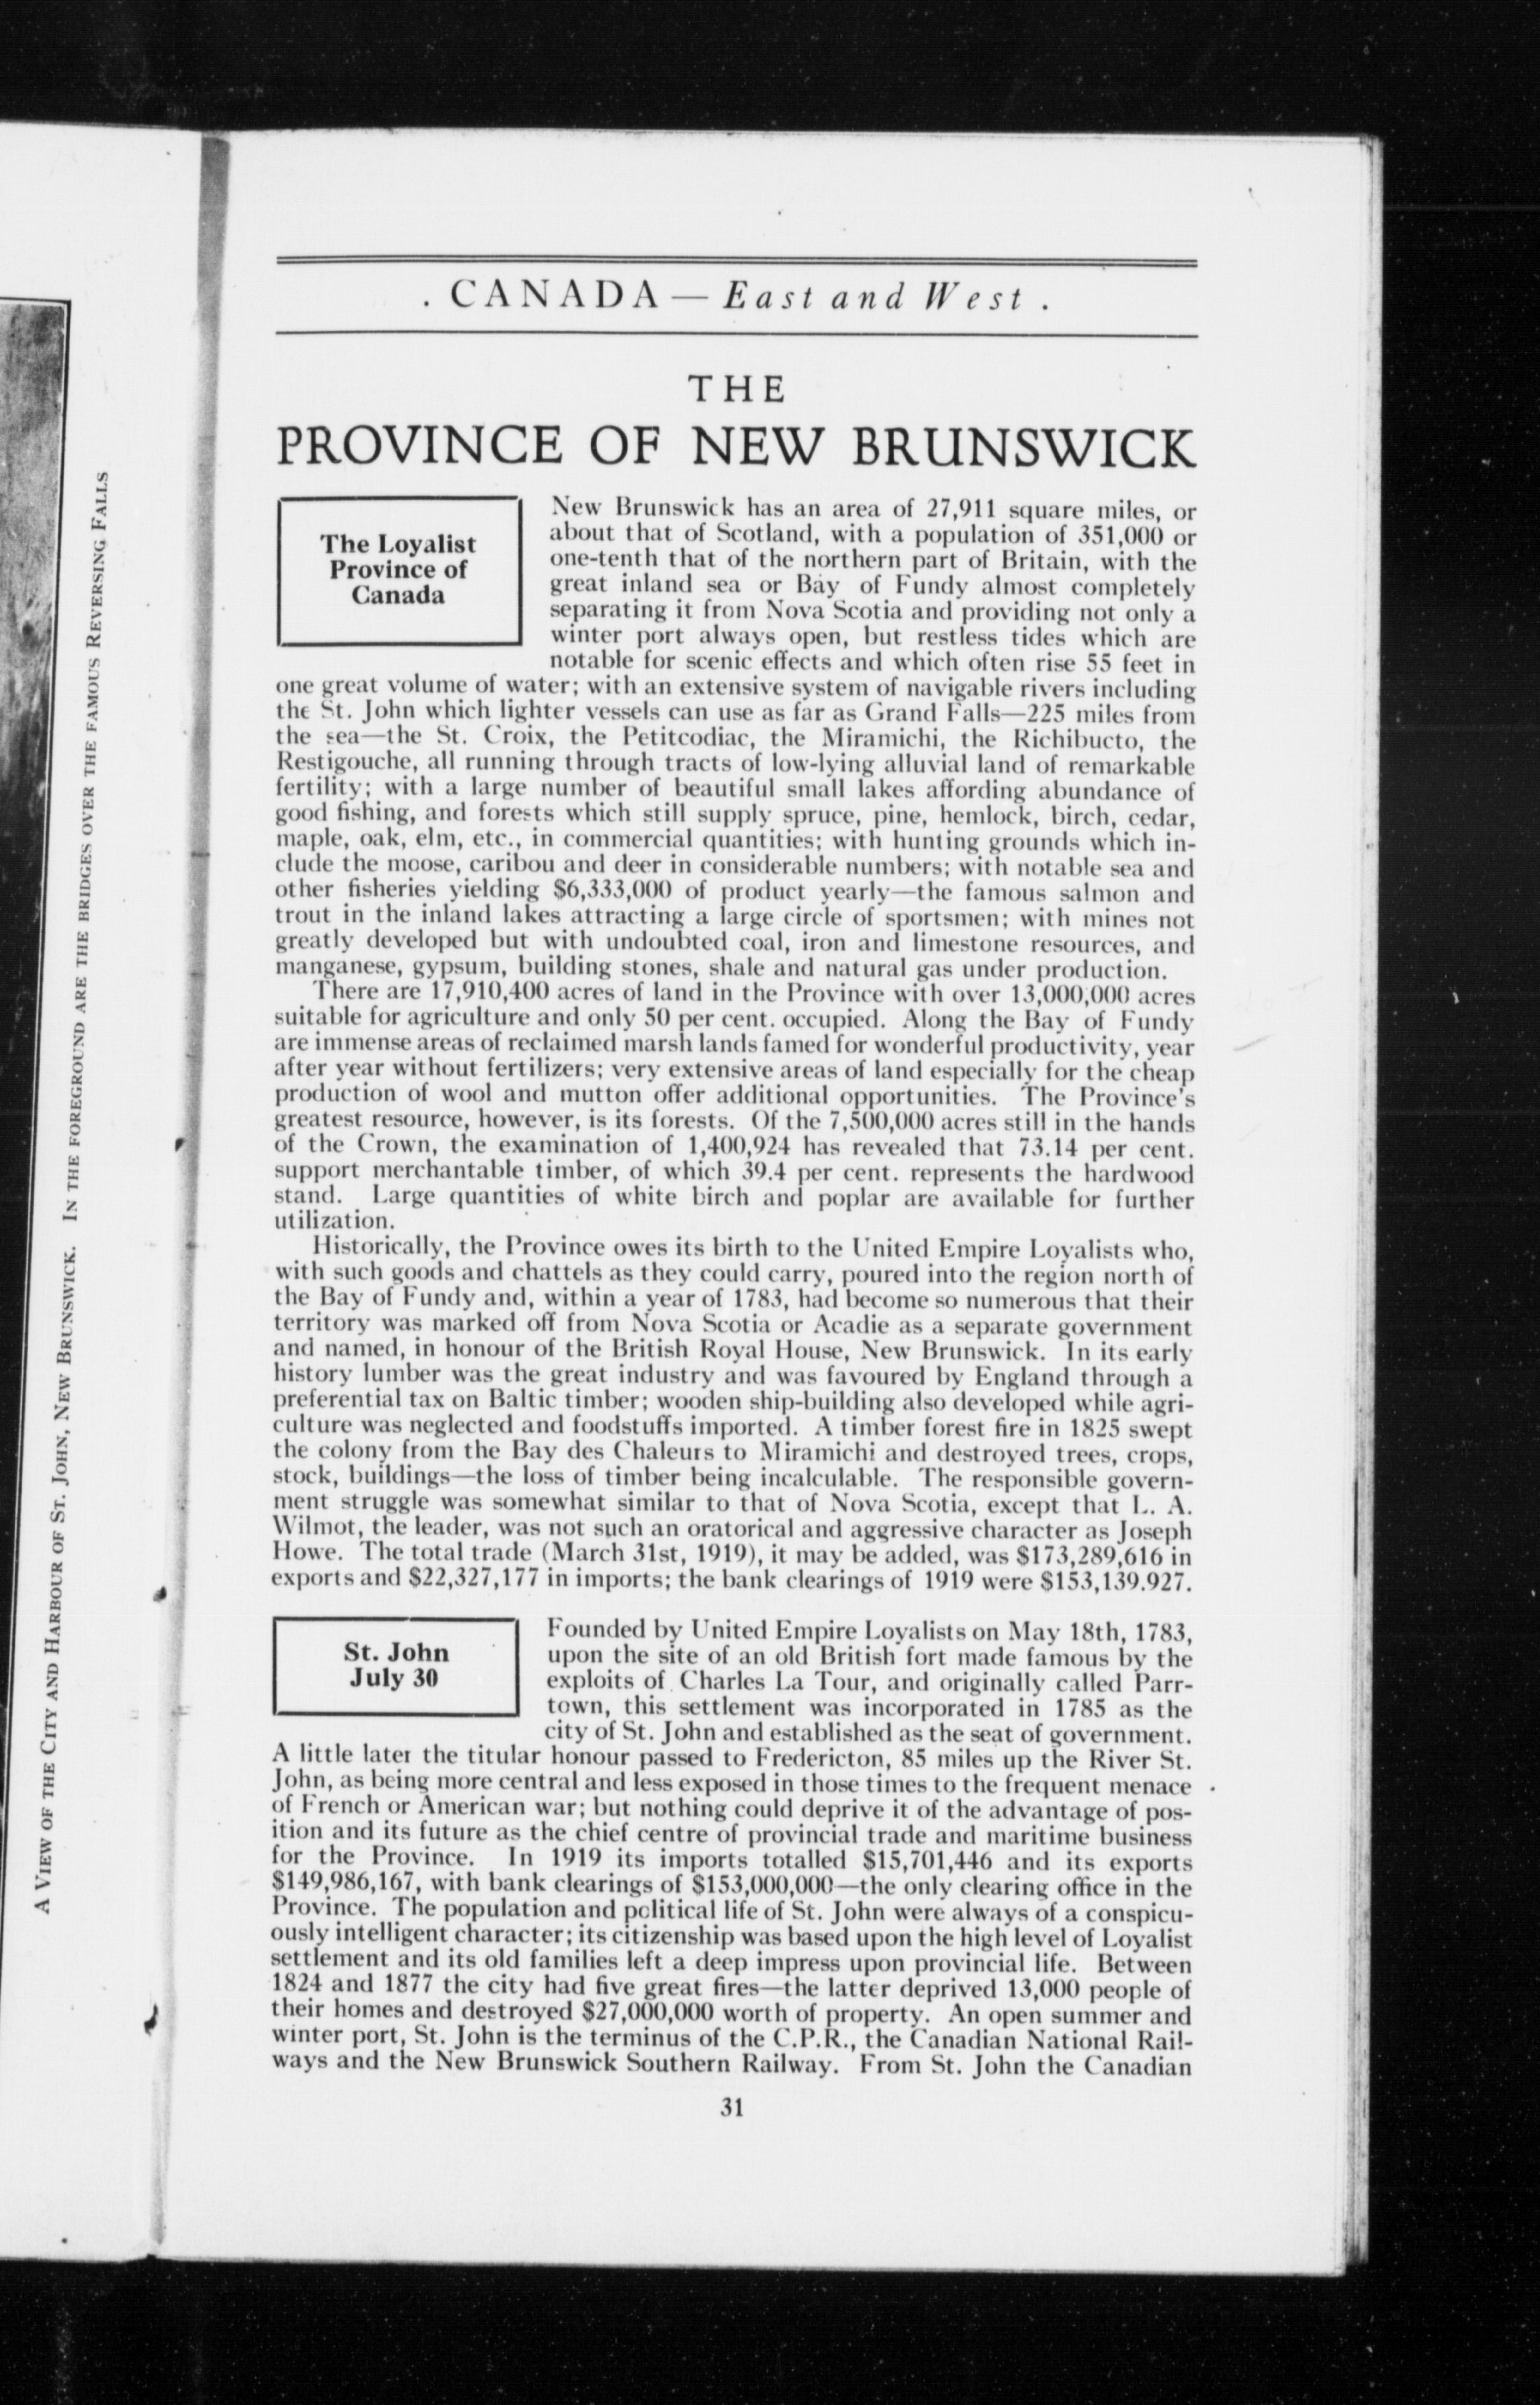 A View of the City and Harbour of St. John, New Brunswick. In the foreground are the bridges over the famous Reversing Falls
. CANADA — East and West .
THE
PROVINCE OF NEW BRUNSWICK
The Loyalist
Province of
Canada
New Brunswick has an area of 27,911 square miles, or
about that of Scotland, with a population of 351,000 or
one-tenth that of the northern part of Britain, with the
great inland sea or Bay of Fundy almost completely
separating it from Nova Scotia and providing not only a
winter port always open, but restless tides which are
notable for scenic effects and which often rise 55 feet in
one great volume of water; with an extensive system of navigable rivers including
the St. John which lighter vessels can use as far as Grand Falls—225 miles from
the sea—the St. Croix, the Petitcodiac, the Miramichi, the Richibucto, the
Restigouche, all running through tracts of low-lying alluvial land of remarkable
fertility; with a large number of beautiful small lakes affording abundance of
good fishing, and forests which still supply spruce, pine, hemlock, birch, cedar,
maple, oak, elm, etc., in commercial quantities; with hunting grounds which in-
clude the moose, caribou and deer in considerable numbers; with notable sea and
other fisheries yielding $6,333,000 of product yearly—the famous salmon and
trout in the inland lakes attracting a large circle of sportsmen; with mines not
greatly developed but with undoubted coal, iron and limestone resources, and
manganese, gypsum, building stones, shale and natural gas under production.
There are 17,910,400 acres of land in the Province with over 13,000,000 acres
suitable for agriculture and only 50 per cent. occupied. Along the Bay of Fundy
are immense areas of reclaimed marsh lands famed for wonderful productivity, year
after year without fertilizers; very extensive areas of land especially for the cheap
production of wool and mutton offer additional opportunities. The Province's
greatest resource, however, is its forests. Of the 7,500,000 acres still in the hands
of the Crown, the examination of 1,400,924 has revealed that 73.14 per cent.
support merchantable timber, of which 39.4 per cent. represents the hardwood
stand. Large quantities of white birch and poplar are available for further
utilization.
Historically, the Province owes its birth to the United Empire Loyalists who,
with such goods and chattels as they could carry, poured into the region north of
the Bay of Fundy and, within a year of 1783, had become so numerous that their
territory was marked off from Nova Scotia or Acadie as a separate government
and named, in honour of the British Royal House, New Brunswick. In its early
history lumber was the great industry and was favoured by England through a
preferential tax on Baltic timber; wooden ship-building also developed while agri-
culture was neglected and foodstuffs imported. A timber forest fire in 1825 swept
the colony from the Bay des Chaleurs to Miramichi and destroyed trees, crops,
stock, buildings—the loss of timber being incalculable. The responsible govern-
ment struggle was somewhat similar to that of Nova Scotia, except that L. A.
Wilmot, the leader, was not such an oratorical and aggressive character as Joseph
Howe. The total trade (March 31st, 1919), it may be added, was $173,289,616 in
exports and $22,327,177 in imports; the bank clearings of 1919 were $153,139.927.
St. John
July 30
Founded by United Empire Loyalists on May 18th, 1783,
upon the site of an old British fort made famous by the
exploits of Charles La Tour, and originally called Parr-
town, this settlement was incorporated in 1785 as the
city of St. John and established as the seat of government.
A little later the titular honour passed to Fredericton, 85 miles up the River St.
John, as being more central and less exposed in those times to the frequent menace
of French or American war; but nothing could deprive it of the advantage of pos-
ition and its future as the chief centre of provincial trade and maritime business
for the Province. In 1919 its imports totalled $15,701,446 and its exports
$149,986,167, with bank clearings of $153,000,000—the only clearing office in the
Province. The population and political life of St. John were always of a conspicu-
ously intelligent character; its citizenship was based upon the high level of Loyalist
settlement and its old families left a deep impress upon provincial life. Between
1824 and 1877 the city had five great fires—the latter deprived 13,000 people of
their homes and destroyed $27,000,000 worth of property. An open summer and
winter port, St. John is the terminus of the C.P.R., the Canadian National Rail-
ways and the New Brunswick Southern Railway. From St. John the Canadian
31